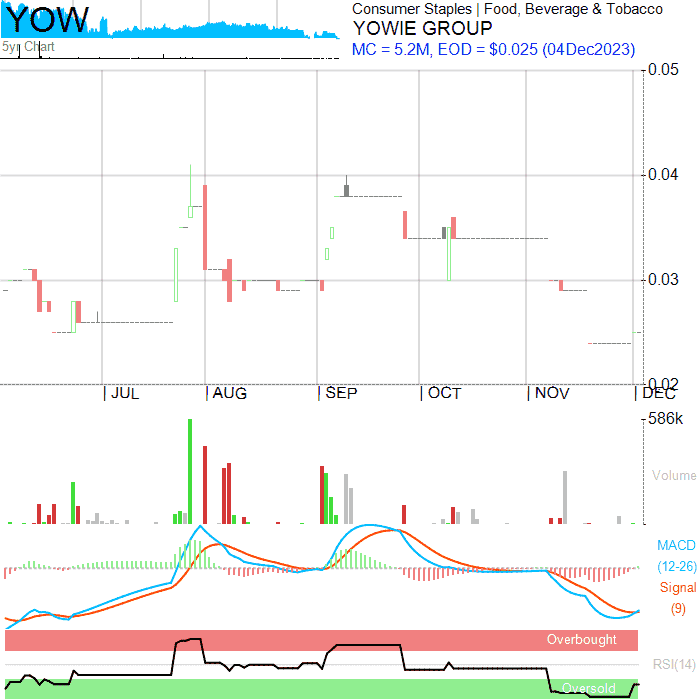 YOW
Consumer Staples | Food, Beverage & Tobacco
YOWIE GROUP
MC = 5.2M, EOD = $0.025 (04Dec2023)
5yr Chart
0.05
0.04
0.03
0.02
JUL AUG SEP OCT NOV DEC
586k
Volume
MACD
(12-26)
Signal
(9)
Overbought
RSI(14)
Oversold